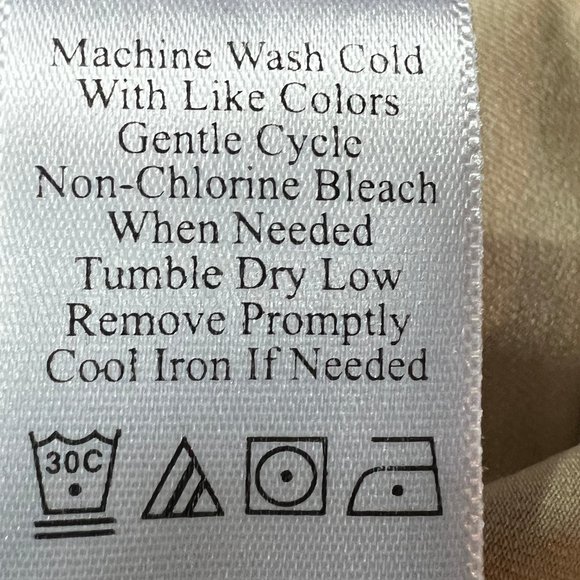 Machine Wash Cold
With Like Colors
Gentle Cycle
Non-Chlorine Bleach
When Needed
Tumble Dry Low
Remove Promptly
Cool Iron If Needed
30C